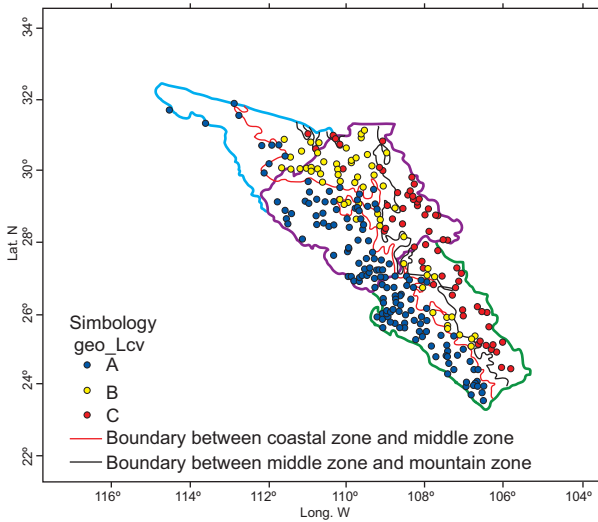 34°
32°
30°
28°
26°
24°
22°
Lat. N
Simbology
geo_Lcv
A
B
C
Boundary between coastal zone and middle zone
Boundary between middle zone and mountain zone
116° 114° 112° 110° 108° 106° 104°
Long. W